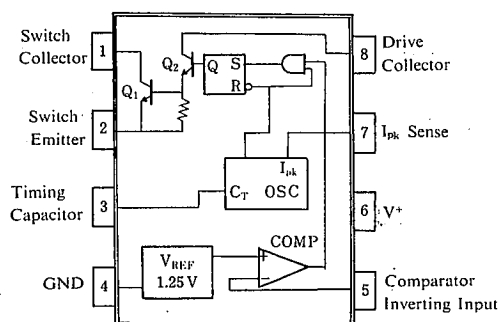 Switch
Collector
1
Q1
Q2
Q
S
R
8
Drive
Collector
Switch
Emitter
2
7
Ipk Sense
Ipk
CT OSC
Timing
Capacitor
3
6
V+
COMP
GND
4
VREF
1.25 V
+
−
5
Comparator
Inverting Input